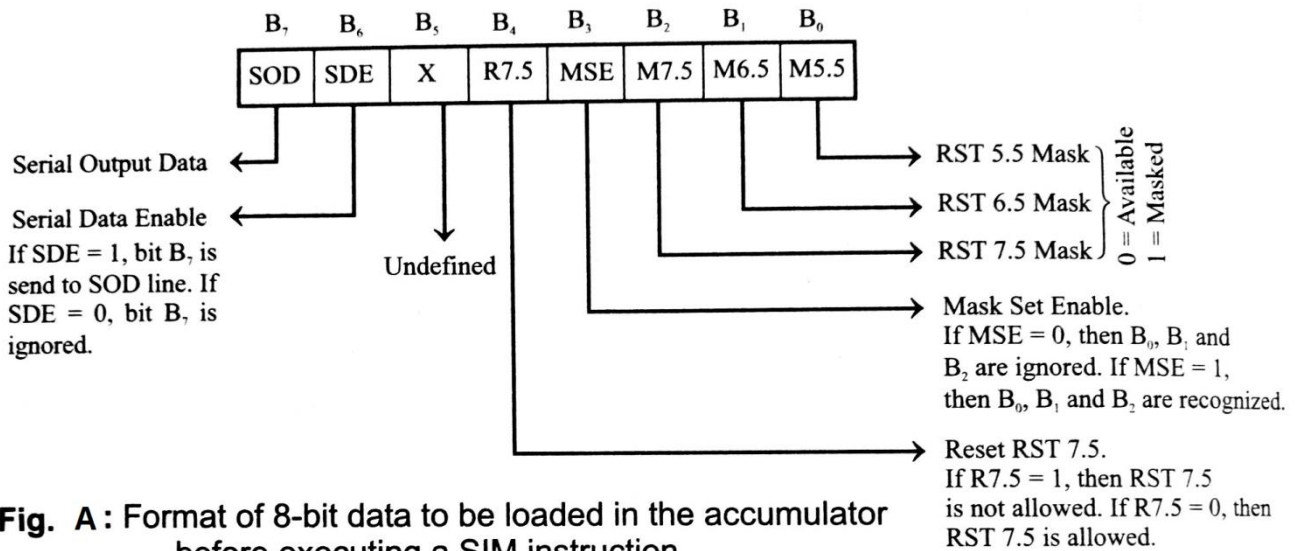 B₇ B₆ B₅ B₄ B₃ B₂ B₁ B₀
SOD SDE X R7.5 MSE M7.5 M6.5 M5.5
Serial Output Data
Serial Data Enable
If SDE = 1, bit B₇ is
send to SOD line. If
SDE = 0, bit B₇ is
ignored.
Undefined
RST 5.5 Mask
RST 6.5 Mask
RST 7.5 Mask
0 = Available
1 = Masked
Mask Set Enable.
If MSE = 0, then B₀, B₁ and
B₂ are ignored. If MSE = 1,
then B₀, B₁ and B₂ are recognized.
Reset RST 7.5.
If R7.5 = 1, then RST 7.5
is not allowed. If R7.5 = 0, then
RST 7.5 is allowed.
Fig. A : Format of 8-bit data to be loaded in the accumulator
before executing a SIM instruction